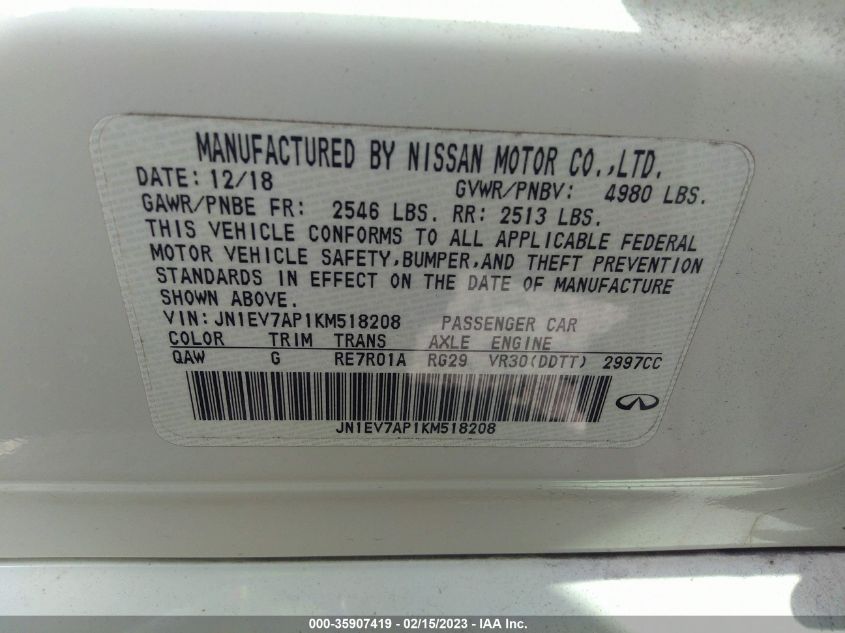 MANUFACTURED BY NISSAN MOTOR CO.,LTD.
DATE: 12/18 GVWR/PNBV: 4980 LBS.
GAWR/PNBE FR: 2546 LBS. RR: 2513 LBS.
THIS VEHICLE CONFORMS TO ALL APPLICABLE FEDERAL
MOTOR VEHICLE SAFETY,BUMPER,AND THEFT PREVENTION
STANDARDS IN EFFECT ON THE DATE OF MANUFACTURE
SHOWN ABOVE.
VIN:JN1EV7AP1KM518208 PASSENGER CAR
COLOR TRIM TRANS AXLE ENGINE
QAW G RE7R01A RG29 VR30(DDTT) 2997CC
JN1EV7AP1KM518208
000-35907419 - 02/15/2023 - IAA Inc.